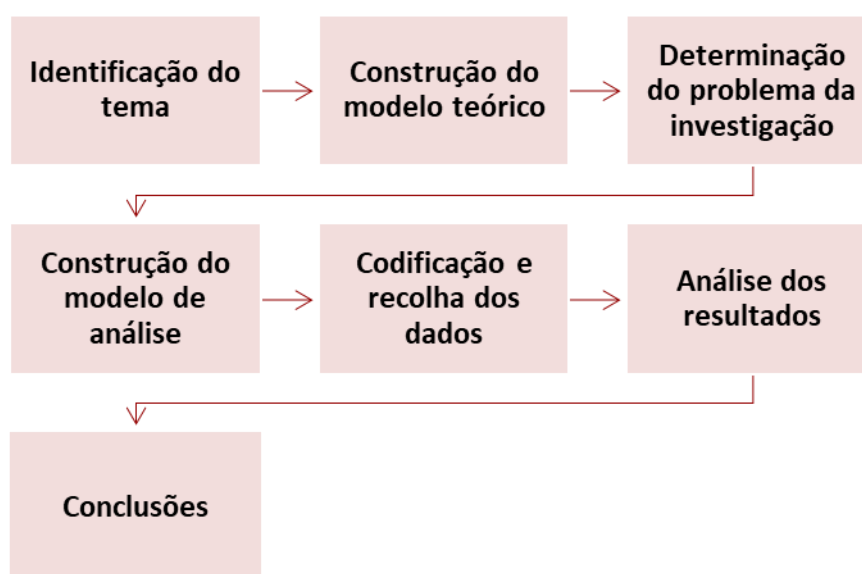 Identificação do
tema
Construção do
modelo teórico
Determinação
do problema da
investigação
Construção do
modelo de
análise
Codificação e
recolha dos
dados
Análise dos
resultados
Conclusões